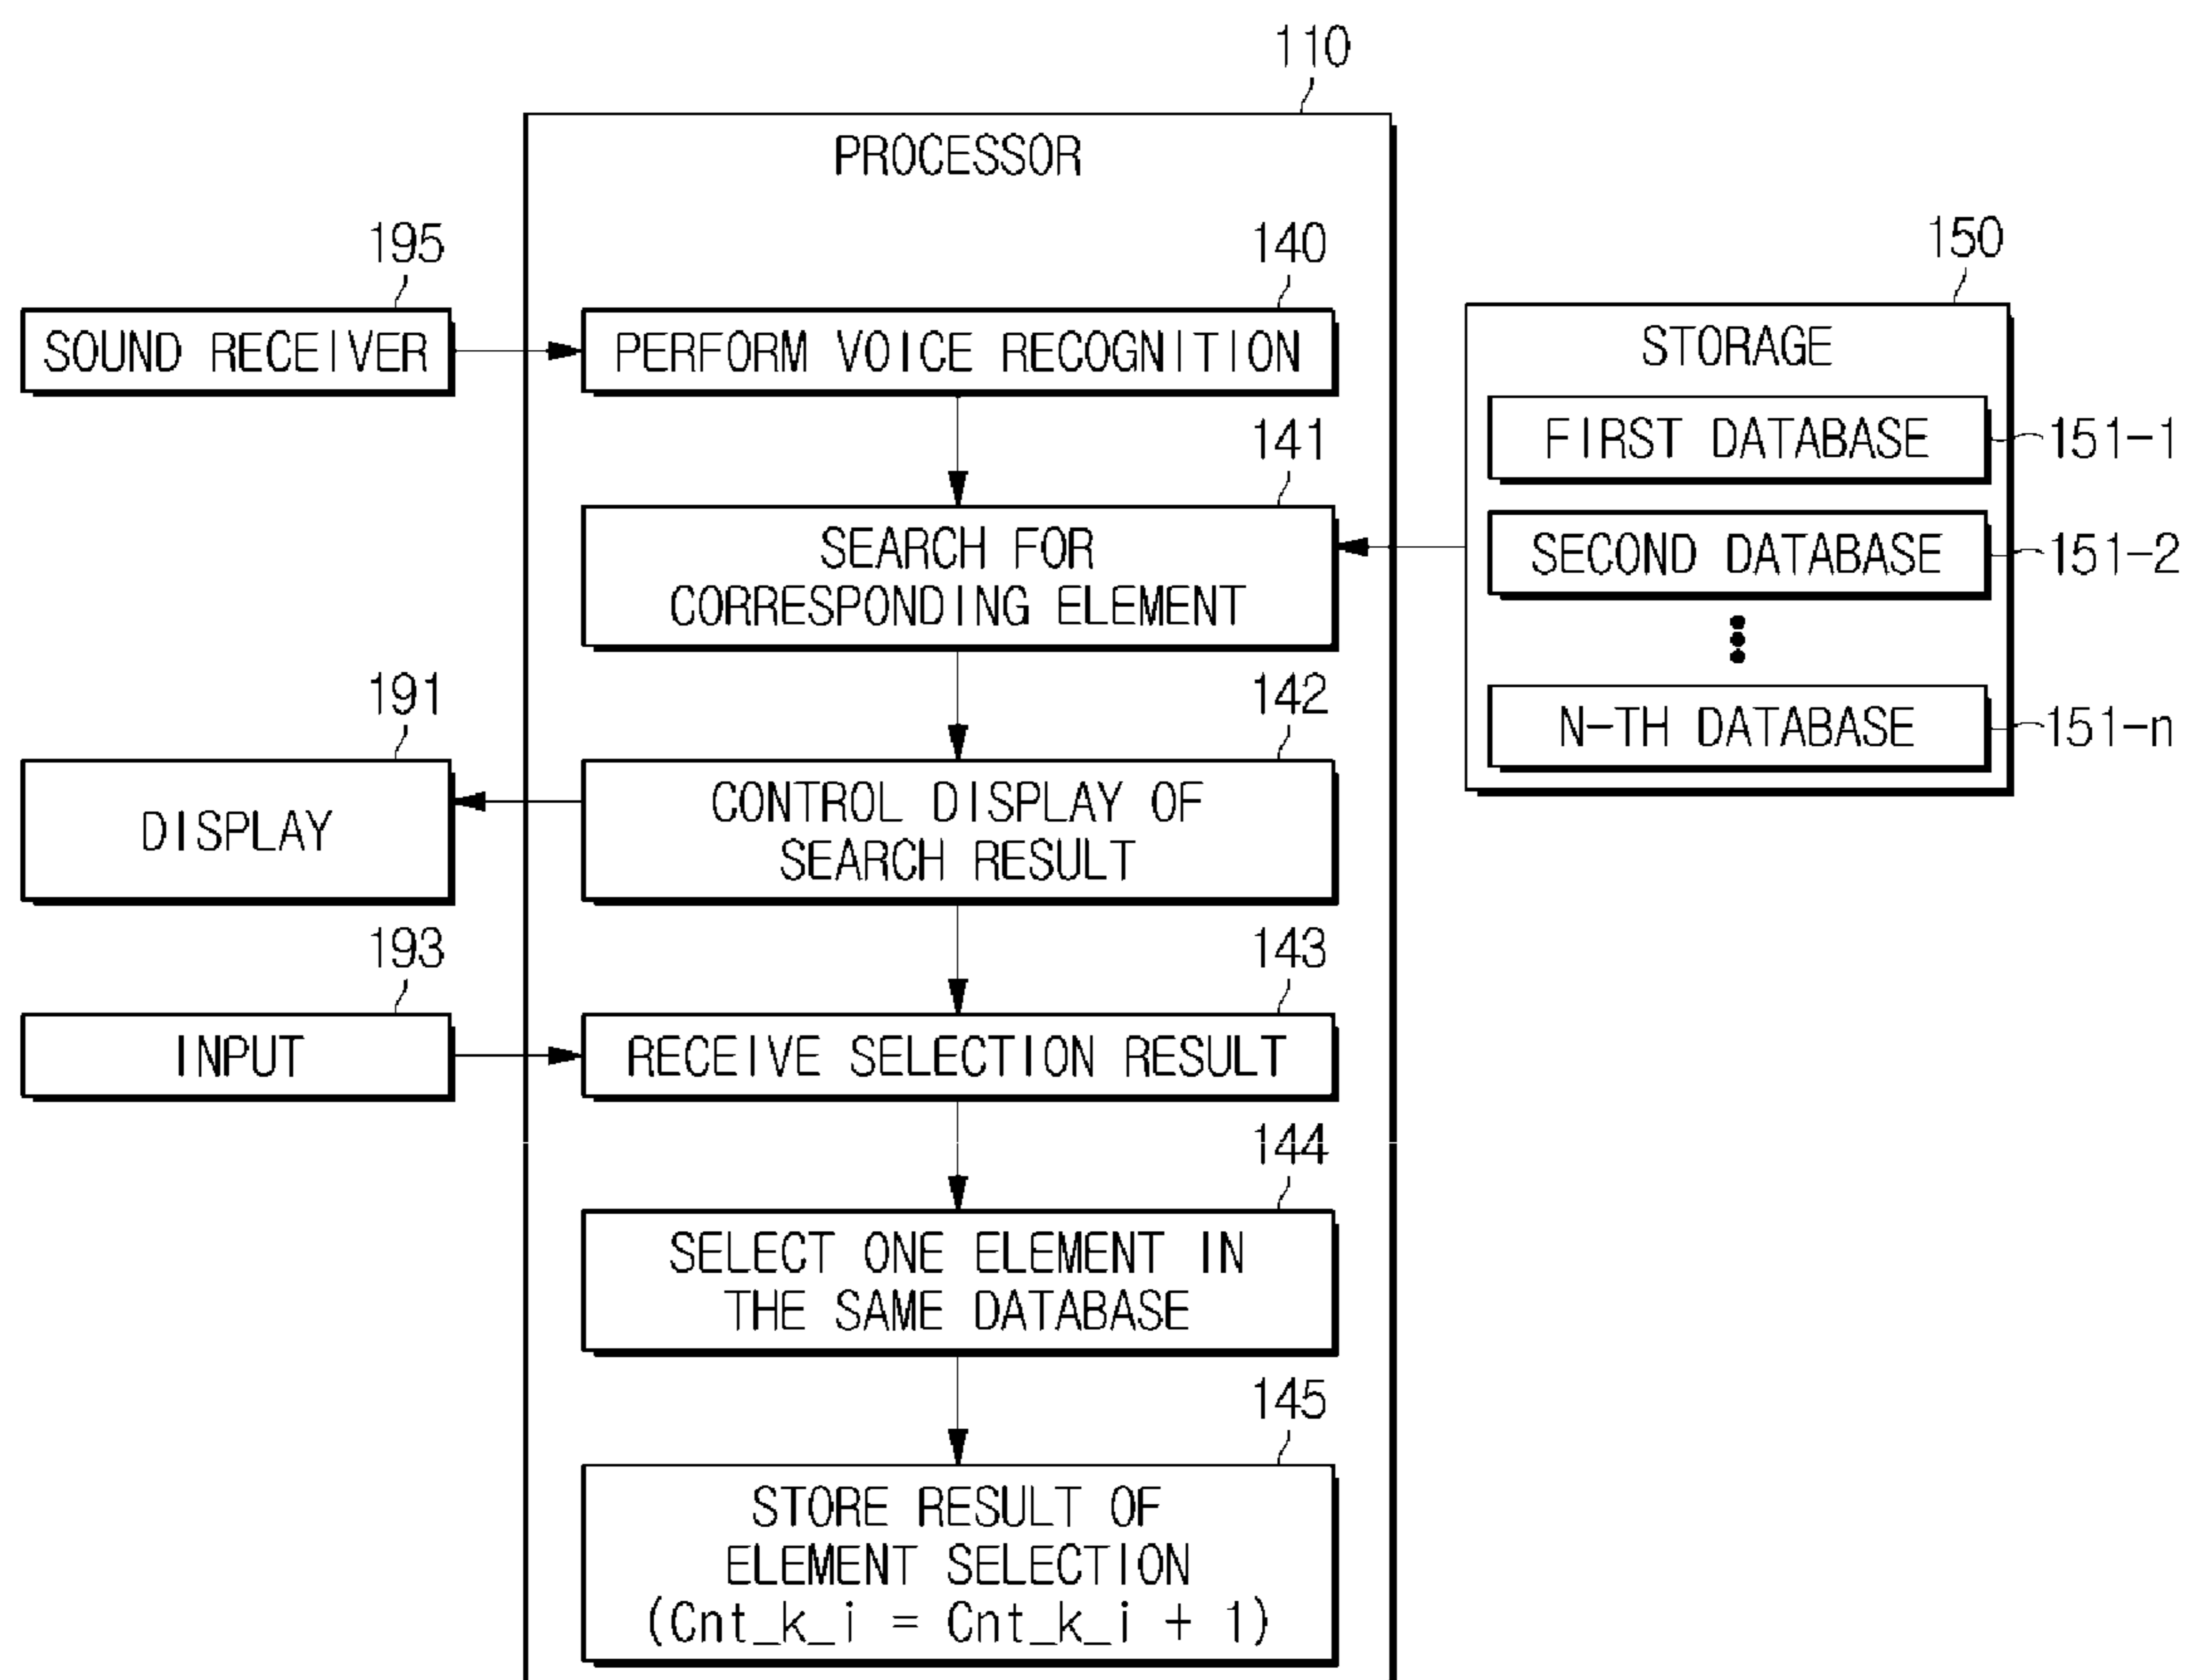 110
PROCESSOR
195
140
150
SOUND RECEIVER
PERFORM VOICE RECOGNITION
STORAGE
141
FIRST DATABASE
151-1
SEARCH FOR
CORRESPONDING ELEMENT
SECOND DATABASE
151-2
191
142
N-TH DATABASE
151-n
DISPLAY
CONTROL DISPLAY OF
SEARCH RESULT
193
143
INPUT
RECEIVE SELECTION RESULT
144
SELECT ONE ELEMENT IN
THE SAME DATABASE
145
STORE RESULT OF
ELEMENT SELECTION
(Cnt_k_i = Cnt_k_i + 1)